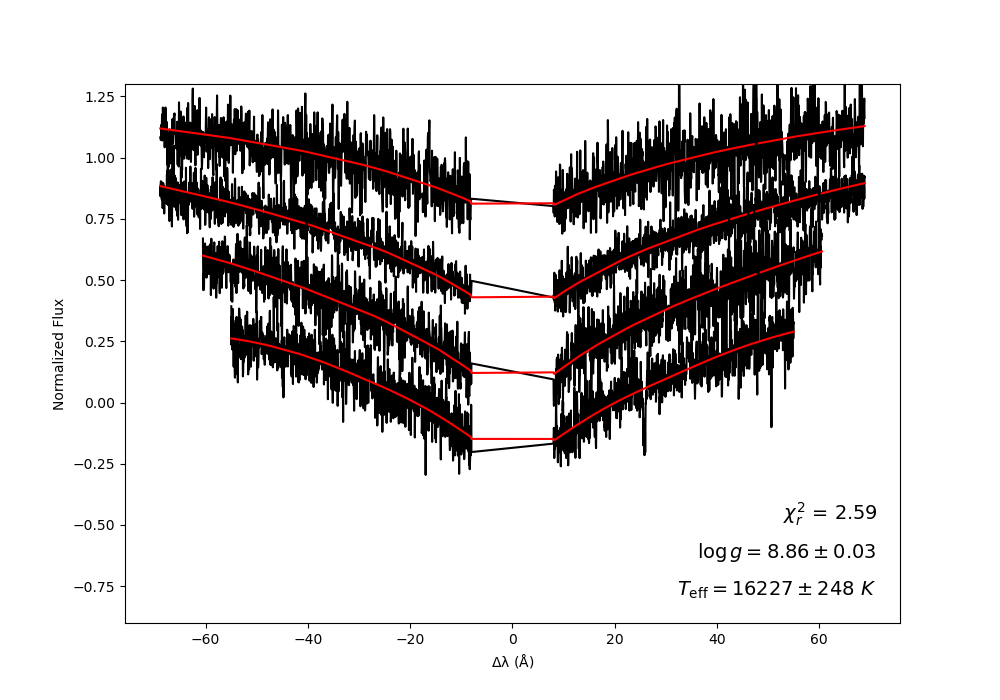 1.25
1.00
0.75
0.50
0.25
0.00
−0.25
−0.50
−0.75
Normalized Flux
χ²ᵣ = 2.59
log g = 8.86 ± 0.03
T_eff = 16227 ± 248 K
−60 −40 −20 0 20 40 60
Δλ (Å)